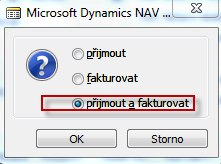 Microsoft Dynamics NAV ...
přijmout
fakturovat
přijmout a fakturovat
OK
Storno